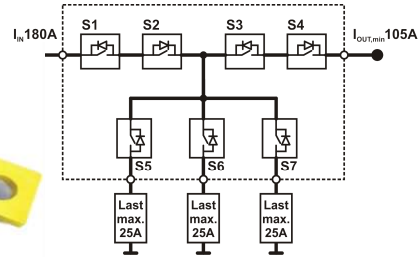 S1 S2 S3 S4
I_IN 180A
I_OUT,min 105A
S5 S6 S7
Last Last Last
max. max. max.
25A 25A 25A